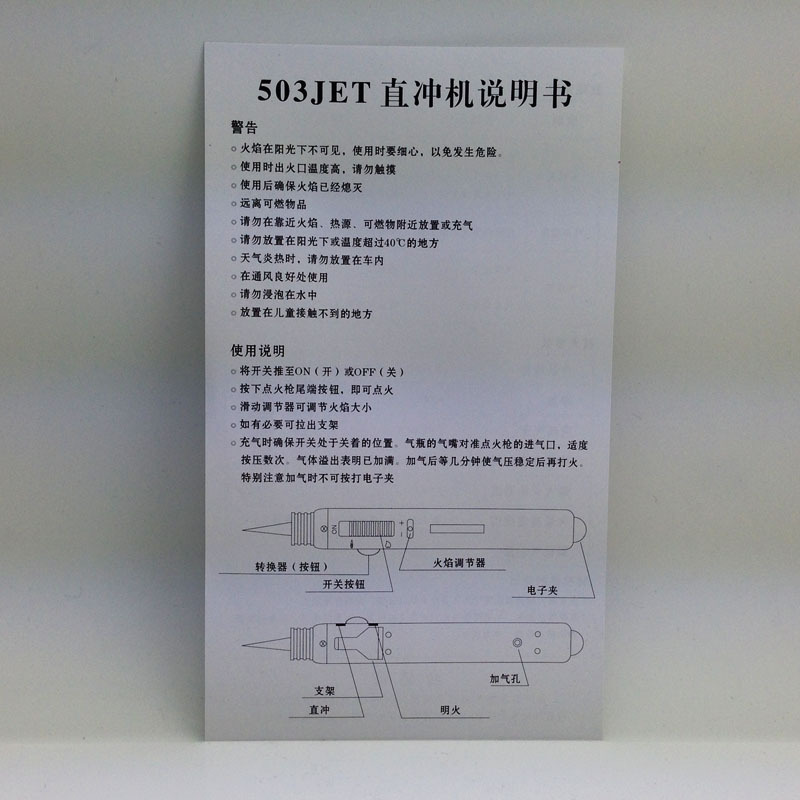 503JET 直冲机说明书
警告
○火焰在阳光下不可见，使用时要细心，以免发生危险。
○使用时出火口温度高，请勿触摸
○使用后确保火焰已经熄灭
○远离可燃物品
○请勿在靠近火焰、热源、可燃物附近放置或充气
○请勿放置在阳光下或温度超过40℃的地方
○天气炎热时，请勿放置在车内
○在通风良好处使用
○请勿浸泡在水中
○放置在儿童接触不到的地方
使用说明
○将开关推至ON（开）或OFF（关）
○按下点火枪尾端按钮，即可点火
○滑动调节器可调节火焰大小
○如有必要可拉出支架
○充气时确保开关处于关着的位置。气瓶的气嘴对准点火枪的进气口，适度
按压数次。气体溢出表明已加满。加气后等几分钟使气压稳定后再打火。
特别注意加气时不可按打电子夹
ON
+
-
转换器（按钮）
火焰调节器
开关按钮
电子夹
加气孔
支架
直冲
明火